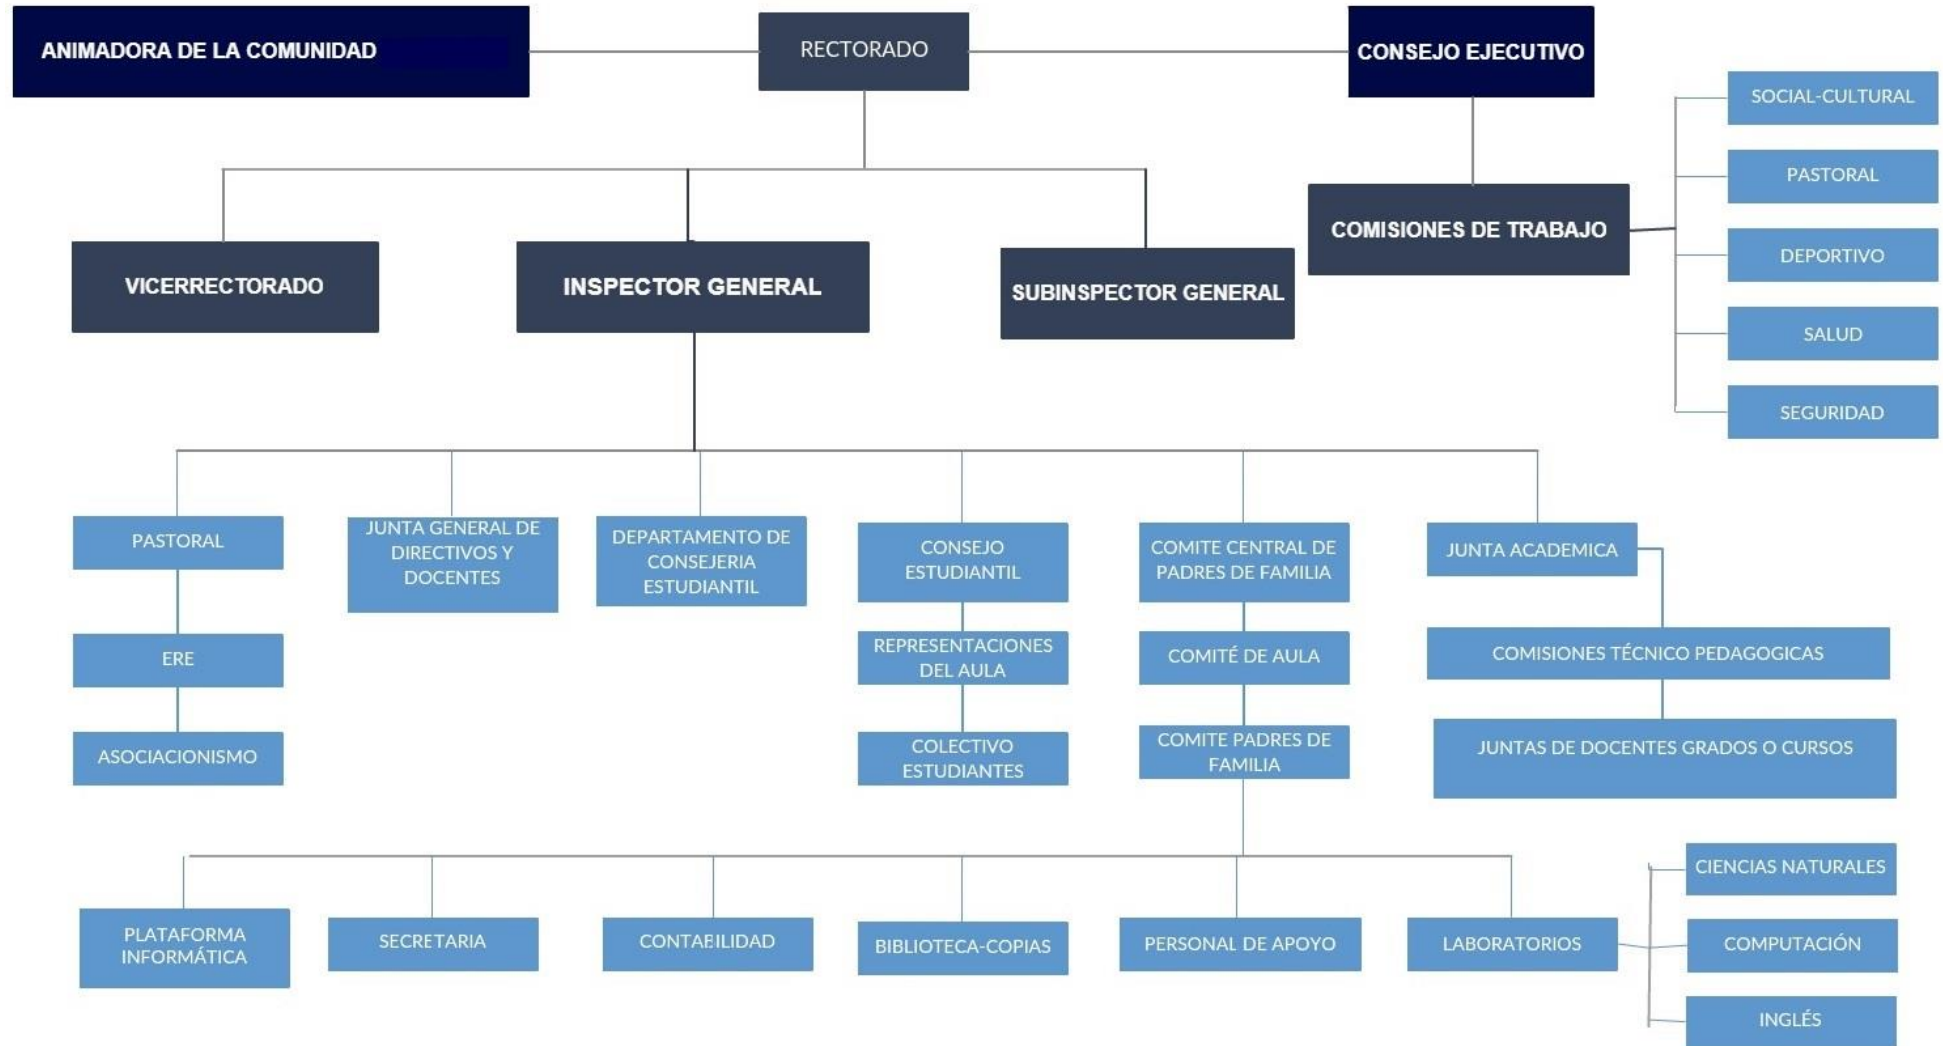 ANIMADORA DE LA COMUNIDAD
RECTORADO
CONSEJO EJECUTIVO
SOCIAL-CULTURAL
PASTORAL
DEPORTIVO
SALUD
SEGURIDAD
COMISIONES DE TRABAJO
VICERRECTORADO
INSPECTOR GENERAL
SUBINSPECTOR GENERAL
PASTORAL
ERE
ASOCIACIONISMO
JUNTA GENERAL DE
DIRECTIVOS Y
DOCENTES
DEPARTAMENTO DE
CONSEJERIA
ESTUDIANTIL
CONSEJO
ESTUDIANTIL
REPRESENTACIONES
DEL AULA
COLECTIVO
ESTUDIANTES
COMITE CENTRAL DE
PADRES DE FAMILIA
COMITÉ DE AULA
COMITE PADRES DE
FAMILIA
JUNTA ACADEMICA
COMISIONES TÉCNICO PEDAGOGICAS
JUNTAS DE DOCENTES GRADOS O CURSOS
PLATAFORMA
INFORMÁTICA
SECRETARIA
CONTABILIDAD
BIBLIOTECA-COPIAS
PERSONAL DE APOYO
LABORATORIOS
CIENCIAS NATURALES
COMPUTACIÓN
INGLÉS